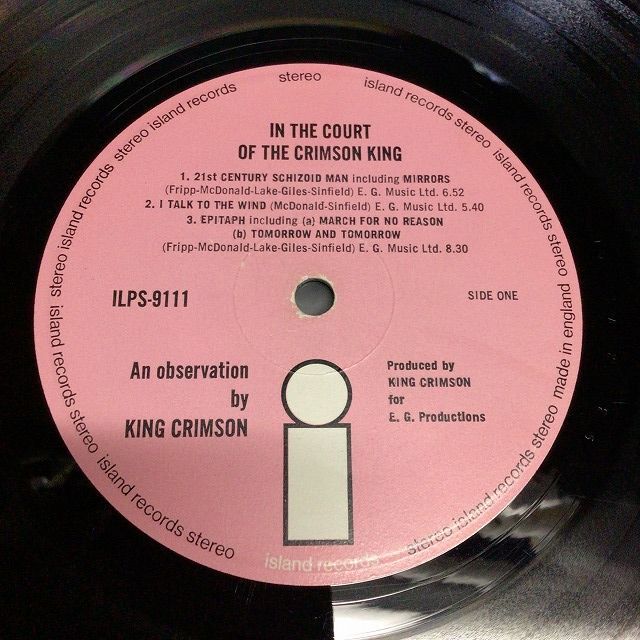 stereo island records stereo island records stereo island records stereo made in england
IN THE COURT
OF THE CRIMSON KING
1. 21st CENTURY SCHIZOID MAN including MIRRORS
(Fripp-McDonald-Lake-Giles-Sinfield) E. G. Music Ltd. 6.52
2. I TALK TO THE WIND (McDonald-Sinfield) E. G. Music Ltd. 5.40
3. EPITAPH including (a) MARCH FOR NO REASON
(b) TOMORROW AND TOMORROW
(Fripp-McDonald-Lake-Giles-Sinfield) E. G. Music Ltd. 8.30
ILPS-9111
SIDE ONE
An observation
by
KING CRIMSON
Produced by
KING CRIMSON
for
E. G. Productions
island records stereo island records stereo
stereo island records stereo
i
island records